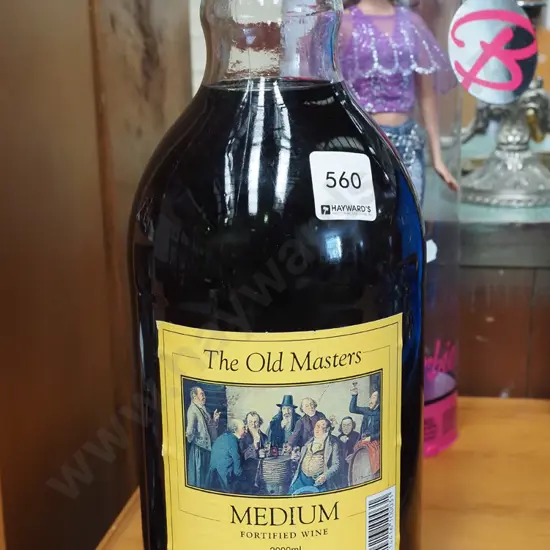 B
560
HAYWARD'S
The Old Masters
MEDIUM
FORTIFIED WINE